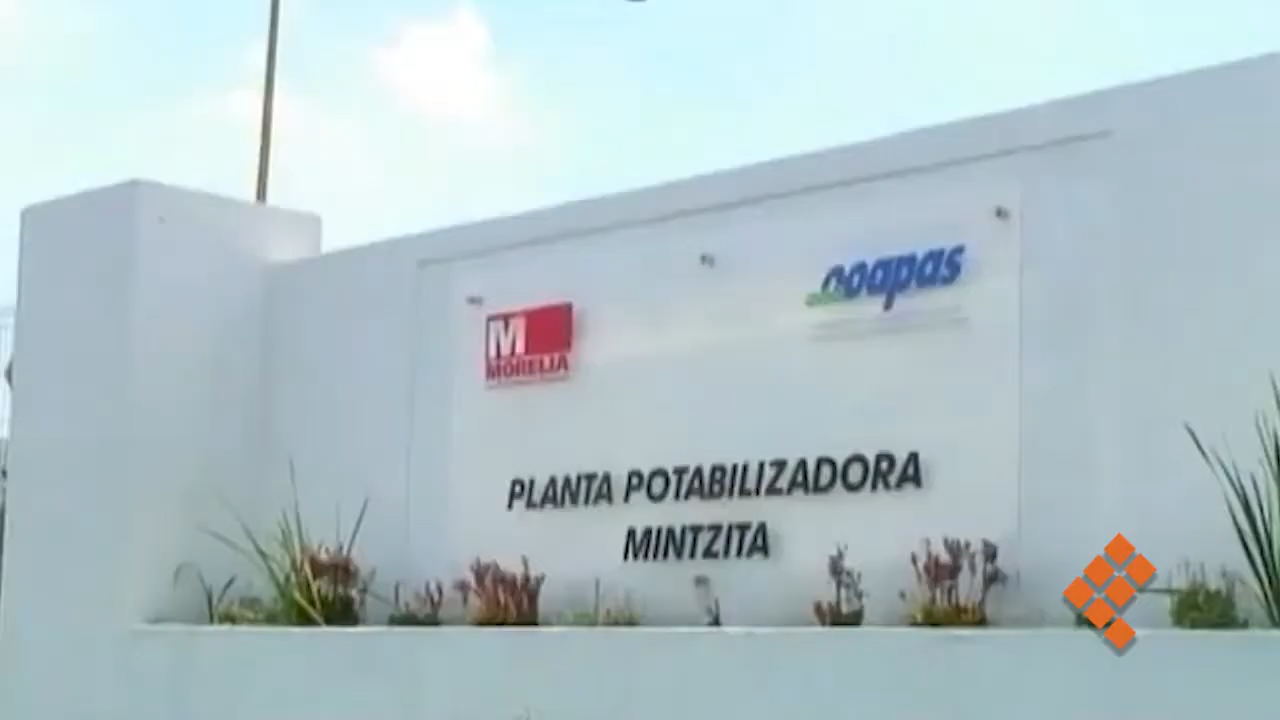 M
MORELIA
ooapas
PLANTA POTABILIZADORA
MINTZITA